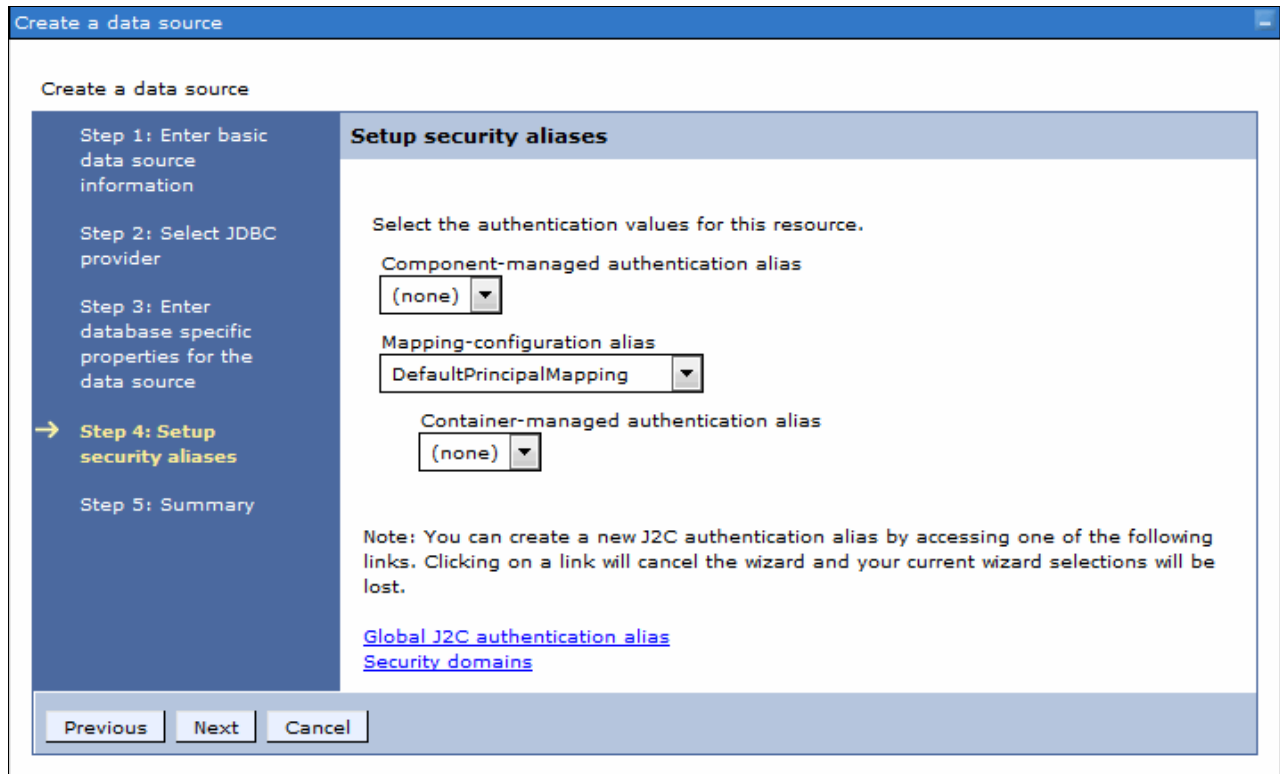 Create a data source
Create a data source
Step 1: Enter basic
data source
information
Step 2: Select JDBC
provider
Step 3: Enter
database specific
properties for the
data source
Step 4: Setup
security aliases
Step 5: Summary
Setup security aliases
Select the authentication values for this resource.
Component-managed authentication alias
(none)
Mapping-configuration alias
DefaultPrincipalMapping
Container-managed authentication alias
(none)
Note: You can create a new J2C authentication alias by accessing one of the following
links. Clicking on a link will cancel the wizard and your current wizard selections will be
lost.
Global J2C authentication alias
Security domains
Previous Next Cancel